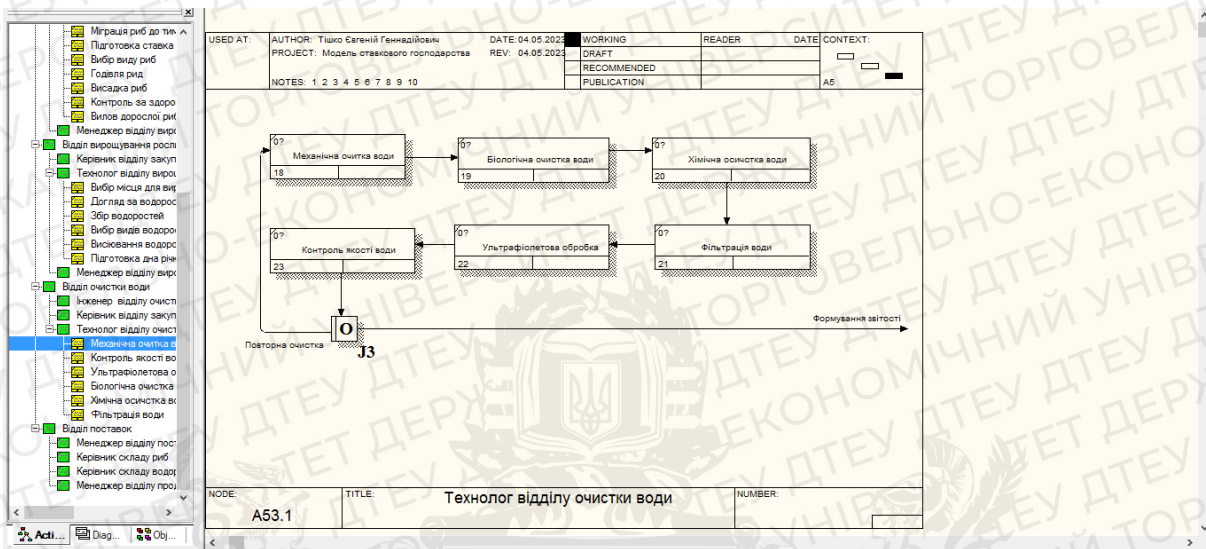 Міграція риб до тим
Підготовка ставка
Вибір виду риб
Годівля рид
Висадка риб
Контроль за здоро
Вилов дорослої риб
Менеджер відділу виро
Відділ вирощування росли
Керівник відділу закуп
Технолог відділу вирощ
Вибір місця для вир
Догляд за водорос
Збір водоростей
Вибір видів водорос
Висіювання водоро
Підготовка дна річк
Менеджер відділу виро
Відділ очистки води
Інженер відділу очист
Керівник відділу закуп
Технолог відділу очист
Механічна очитка в
Контроль якості во
Ультрафіолетова о
Біологічна очистка
Хімічна осичстка во
Фільтрація води
Відділ поставок
Менеджер відділу пос
Керівник складу риб
Керівник складу водор
Менеджер відділу прод
Acti... Diag... Obj...
USED AT: AUTHOR: Тішко Євгеній Геннадійович DATE: 04.05.2023 WORKING READER DATE CONTEXT:
PROJECT: Модель ставкового господарства REV: 04.05.2023 DRAFT
RECOMMENDED
NOTES: 1 2 3 4 5 6 7 8 9 10 PUBLICATION A5
0? 0? 0?
Механічна очитка води Біологічна очистка води Хімічна осичстка води
18 19 20
0? 0? 0?
Контроль якості води Ультрафіолетова обробка Фільтрація води
23 22 21
Формування звітості
O
Повторна очистка
J3
NODE: TITLE: NUMBER:
A53.1 Технолог відділу очистки води